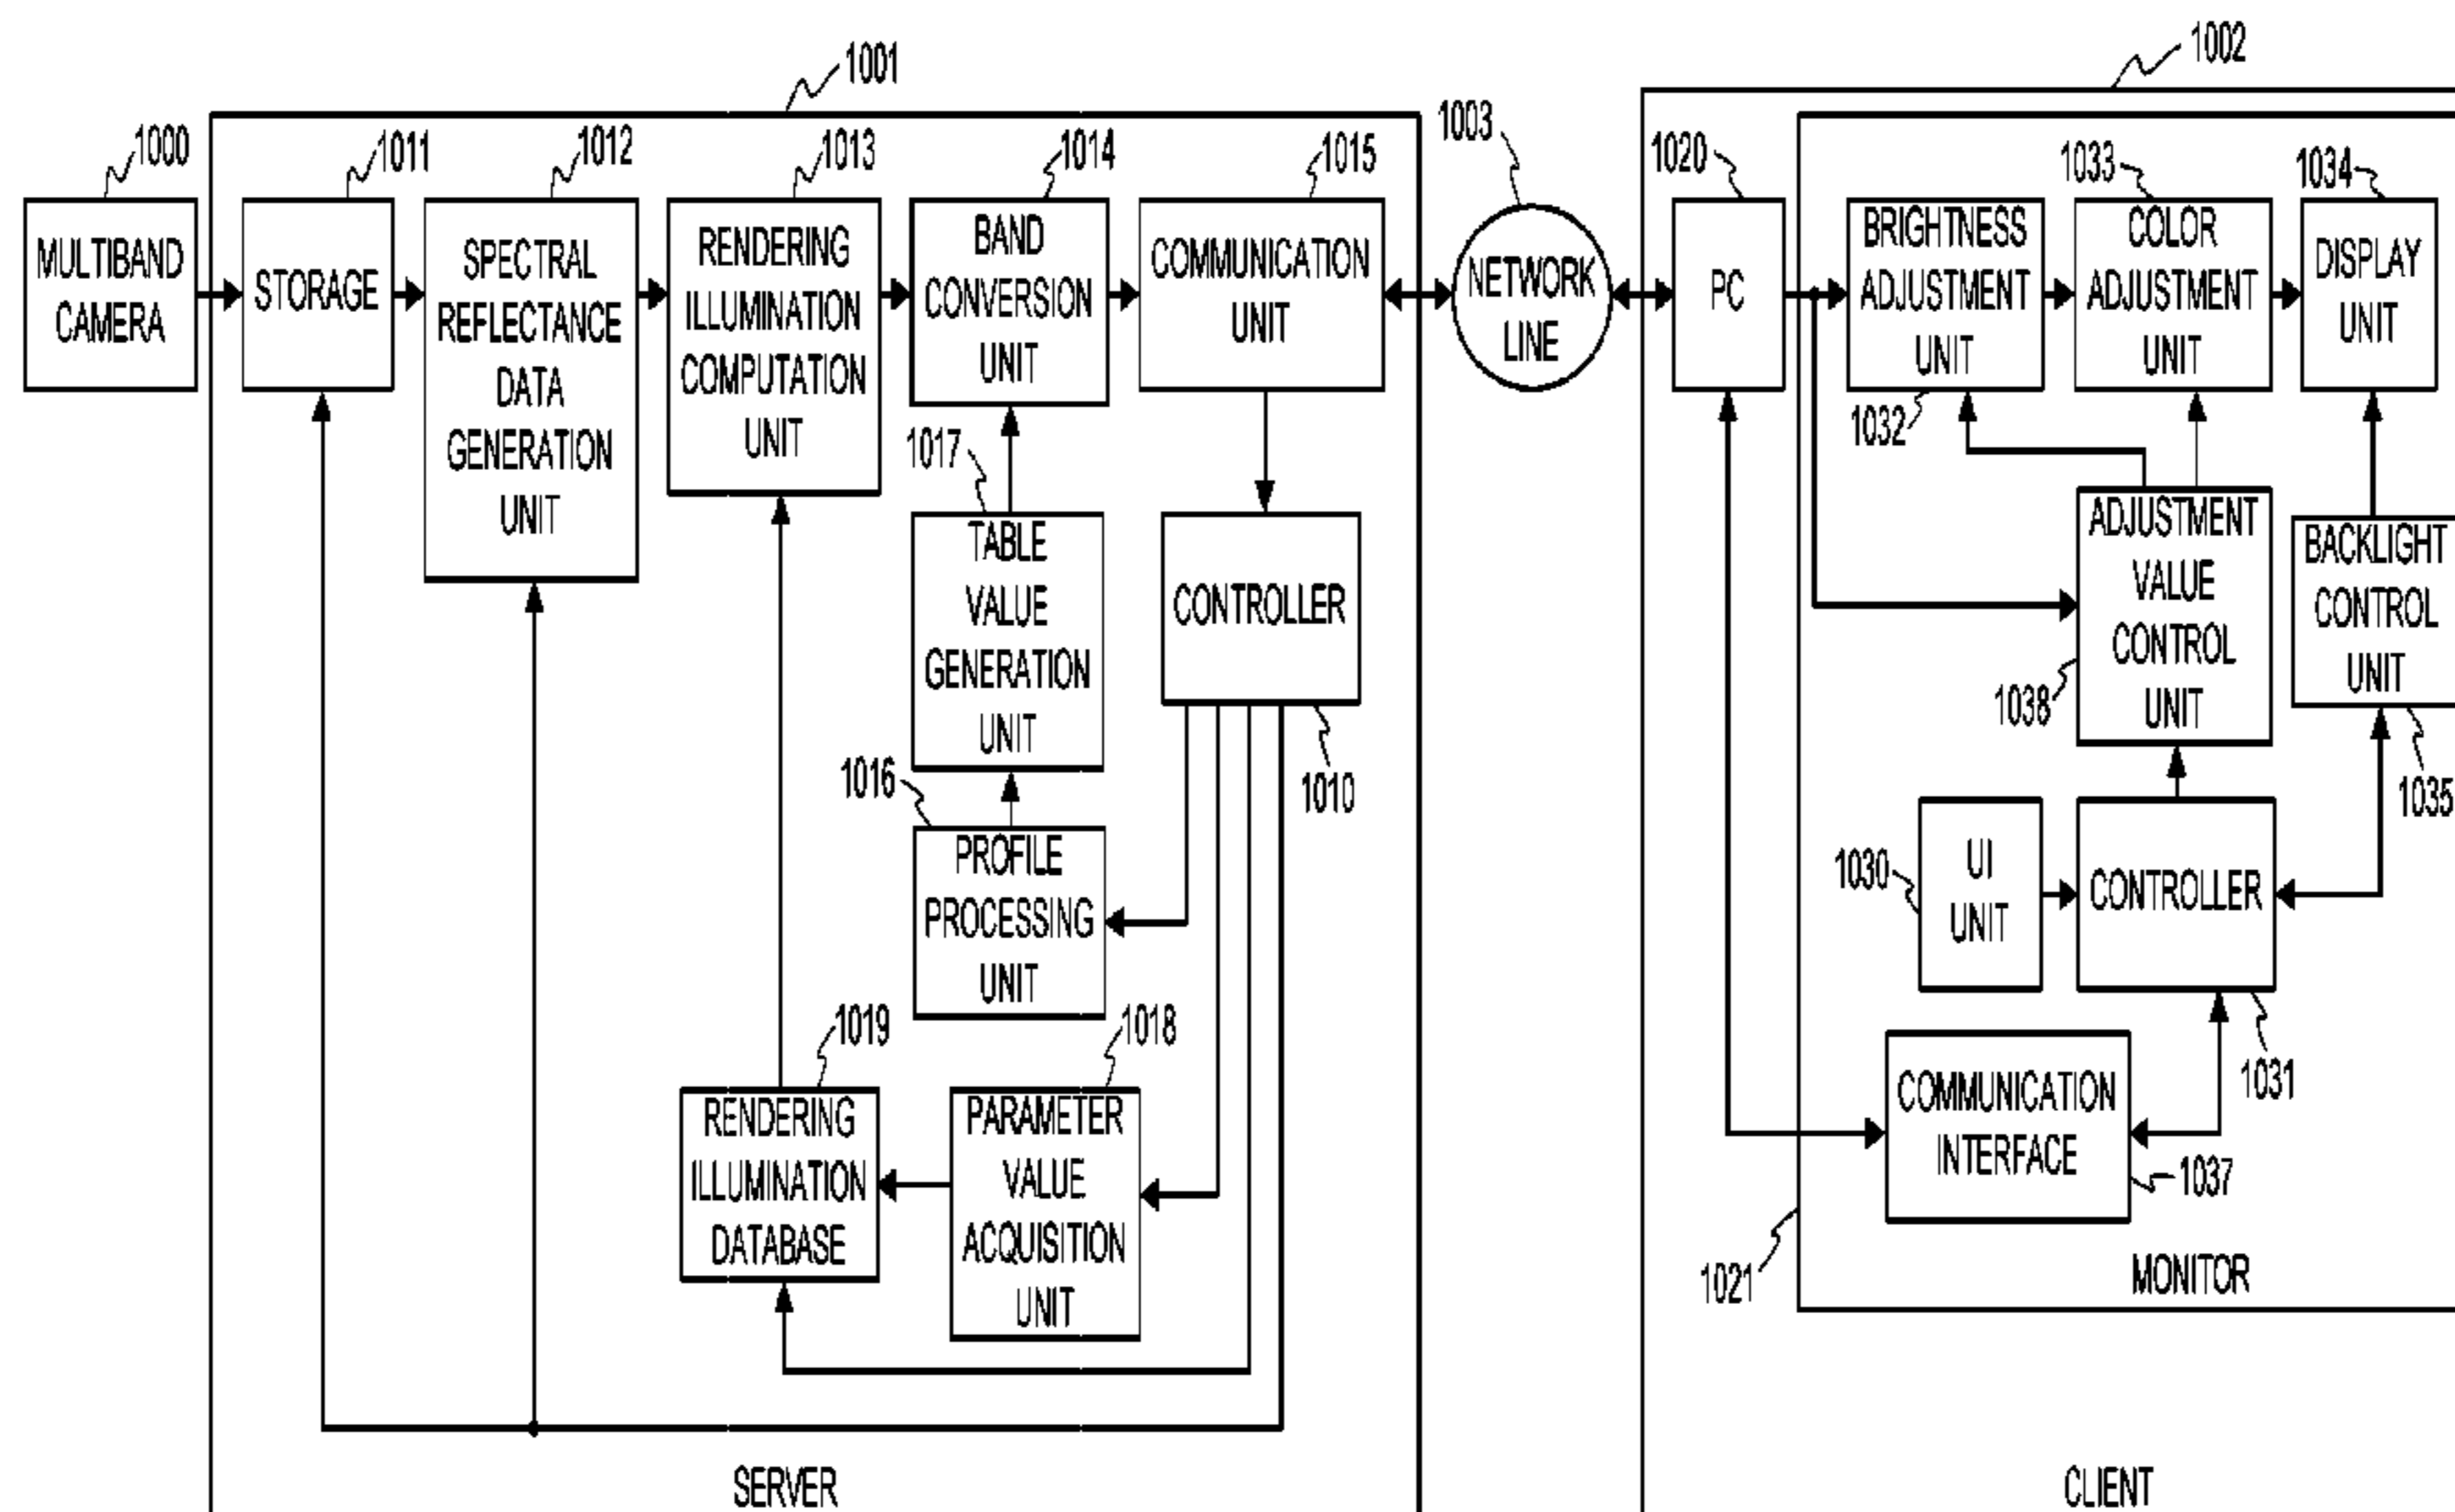 1001
1002
1000
1011
1012
1013
1014
1015
1003
1020
1033
1034
MULTIBAND
CAMERA
STORAGE
SPECTRAL
REFLECTANCE
DATA
GENERATION
UNIT
RENDERING
ILLUMINATION
COMPUTATION
UNIT
BAND
CONVERSION
UNIT
COMMUNICATION
UNIT
NETWORK
LINE
PC
BRIGHTNESS
ADJUSTMENT
UNIT
1032
COLOR
ADJUSTMENT
UNIT
DISPLAY
UNIT
1017
TABLE
VALUE
GENERATION
UNIT
CONTROLLER
1010
ADJUSTMENT
VALUE
CONTROL
UNIT
1038
BACKLIGHT
CONTROL
UNIT
1035
1016
PROFILE
PROCESSING
UNIT
1030
UI
UNIT
CONTROLLER
1031
1019
RENDERING
ILLUMINATION
DATABASE
1018
PARAMETER
VALUE
ACQUISITION
UNIT
COMMUNICATION
INTERFACE
1037
1021
MONITOR
SERVER
CLIENT